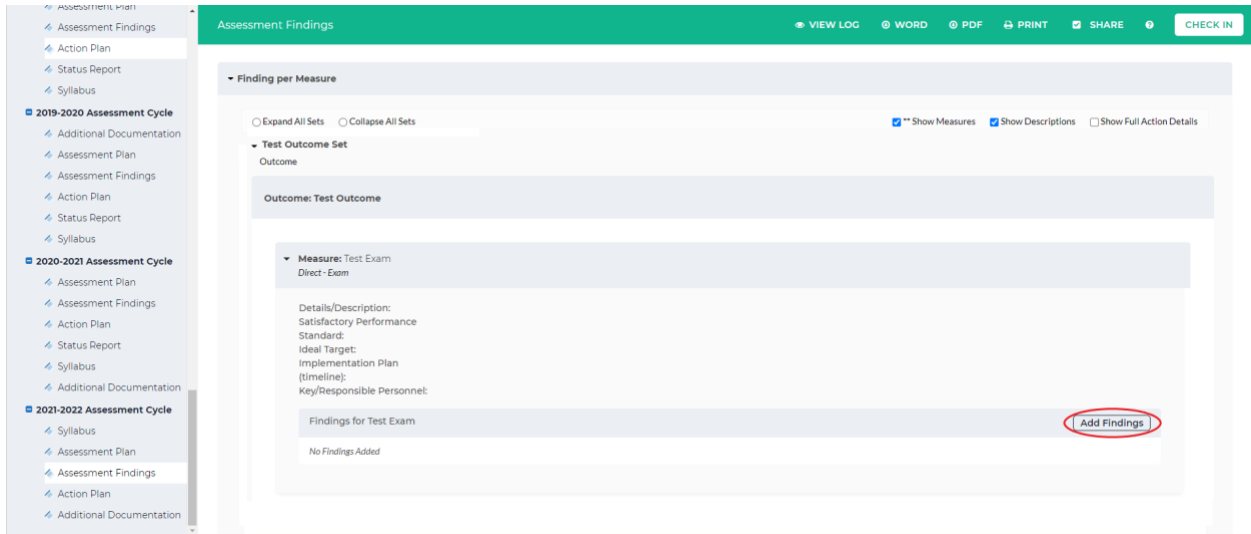 Assessment Plan
Assessment Findings
Action Plan
Status Report
Syllabus
2019-2020 Assessment Cycle
Additional Documentation
Assessment Plan
Assessment Findings
Action Plan
Status Report
Syllabus
2020-2021 Assessment Cycle
Assessment Plan
Assessment Findings
Action Plan
Status Report
Syllabus
Additional Documentation
2021-2022 Assessment Cycle
Syllabus
Assessment Plan
Assessment Findings
Action Plan
Additional Documentation
Assessment Findings VIEW LOG WORD PDF PRINT SHARE ? CHECK IN
Finding per Measure
Expand All Sets Collapse All Sets ** Show Measures Show Descriptions Show Full Action Details
Test Outcome Set
Outcome
Outcome: Test Outcome
Measure: Test Exam
Direct - Exam
Details/Description:
Satisfactory Performance
Standard:
Ideal Target:
Implementation Plan
(timeline):
Key/Responsible Personnel:
Findings for Test Exam Add Findings
No Findings Added